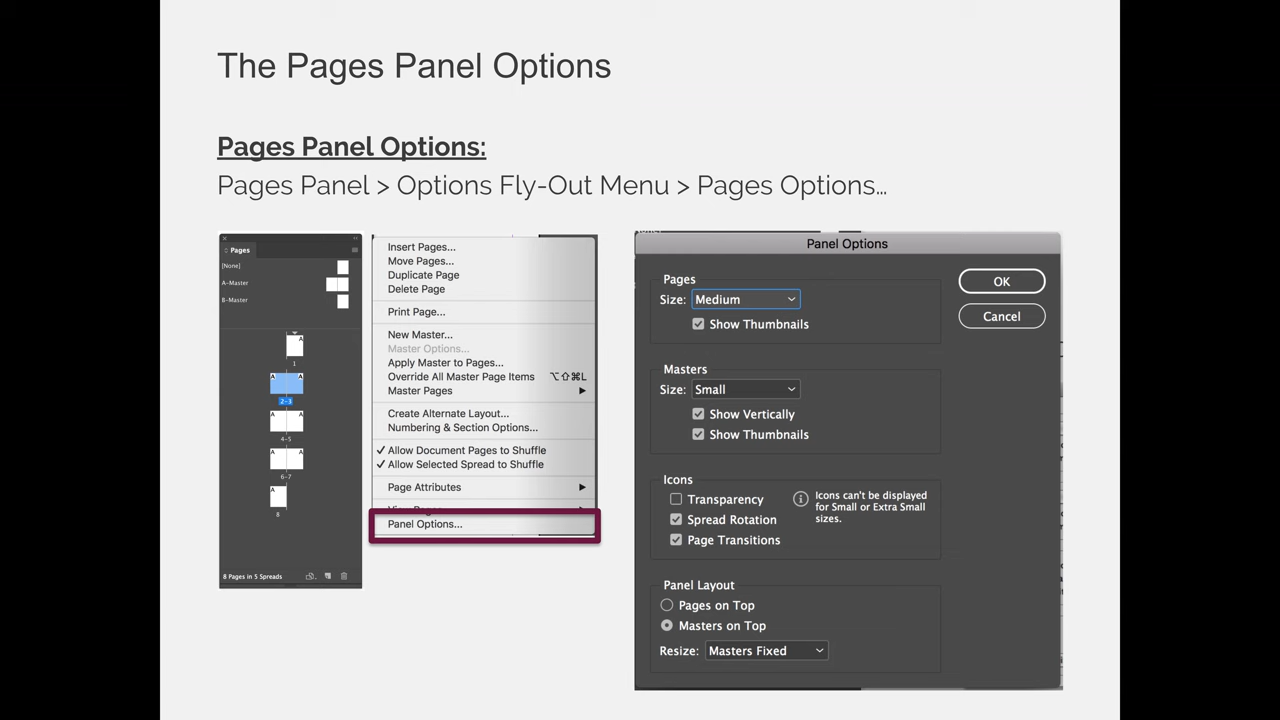 The Pages Panel Options
Pages Panel Options:
Pages Panel > Options Fly-Out Menu > Pages Options…
Pages
[None]
A-Master
B-Master
1
A A
2-3
A A
4-5
A A
6-7
A
8
8 Pages in 5 Spreads
Insert Pages...
Move Pages...
Duplicate Page
Delete Page
Print Page...
New Master...
Master Options...
Apply Master to Pages...
Override All Master Page Items ⌥⇧⌘L
Master Pages
Create Alternate Layout...
Numbering & Section Options...
✓ Allow Document Pages to Shuffle
✓ Allow Selected Spread to Shuffle
Page Attributes
Panel Options...
Panel Options
Pages
Size: Medium
Show Thumbnails
OK
Cancel
Masters
Size: Small
Show Vertically
Show Thumbnails
Icons
Transparency
Spread Rotation
Page Transitions
Icons can't be displayed
for Small or Extra Small
sizes.
Panel Layout
Pages on Top
Masters on Top
Resize: Masters Fixed